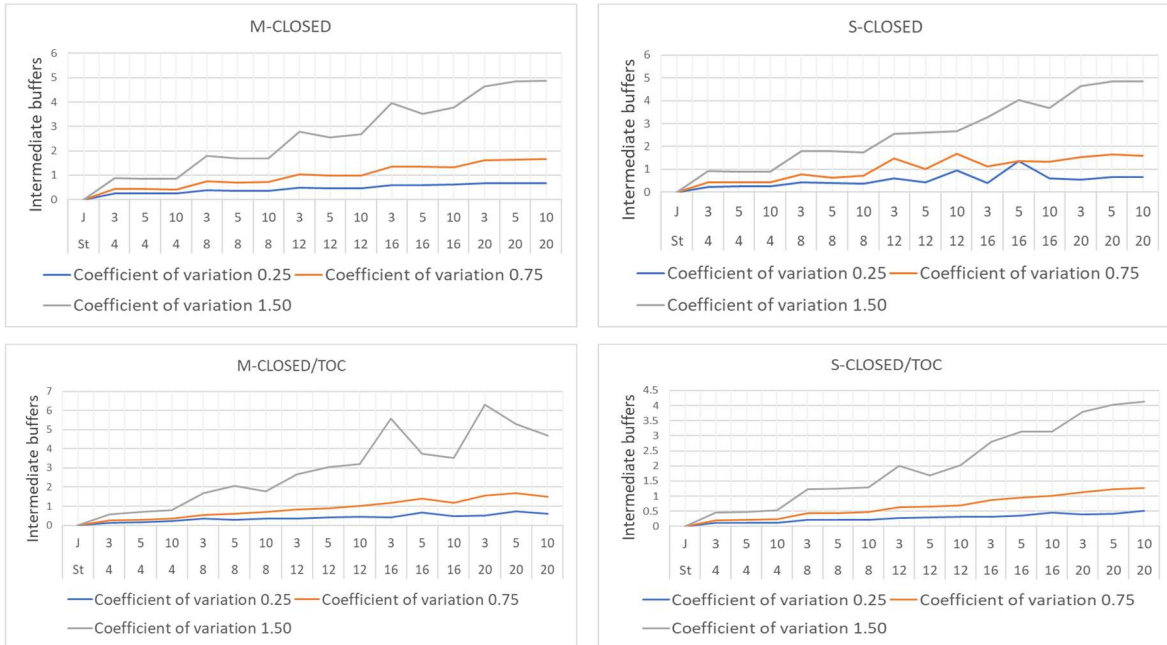 M-CLOSED
Intermediate buffers
6
5
4
3
2
1
0
J 3 5 10 3 5 10 3 5 10 3 5 10 3 5 10
St 4 4 4 8 8 8 12 12 12 16 16 16 20 20 20
Coefficient of variation 0.25 Coefficient of variation 0.75
Coefficient of variation 1.50
S-CLOSED
Intermediate buffers
6
5
4
3
2
1
0
J 3 5 10 3 5 10 3 5 10 3 5 10 3 5 10
St 4 4 4 8 8 8 12 12 12 16 16 16 20 20 20
Coefficient of variation 0.25 Coefficient of variation 0.75
Coefficient of variation 1.50
M-CLOSED/TOC
Intermediate buffers
7
6
5
4
3
2
1
0
J 3 5 10 3 5 10 3 5 10 3 5 10 3 5 10
St 4 4 4 8 8 8 12 12 12 16 16 16 20 20 20
Coefficient of variation 0.25 Coefficient of variation 0.75
Coefficient of variation 1.50
S-CLOSED/TOC
Intermediate buffers
4.5
4
3.5
3
2.5
2
1.5
1
0.5
0
J 3 5 10 3 5 10 3 5 10 3 5 10 3 5 10
St 4 4 4 8 8 8 12 12 12 16 16 16 20 20 20
Coefficient of variation 0.25 Coefficient of variation 0.75
Coefficient of variation 1.50